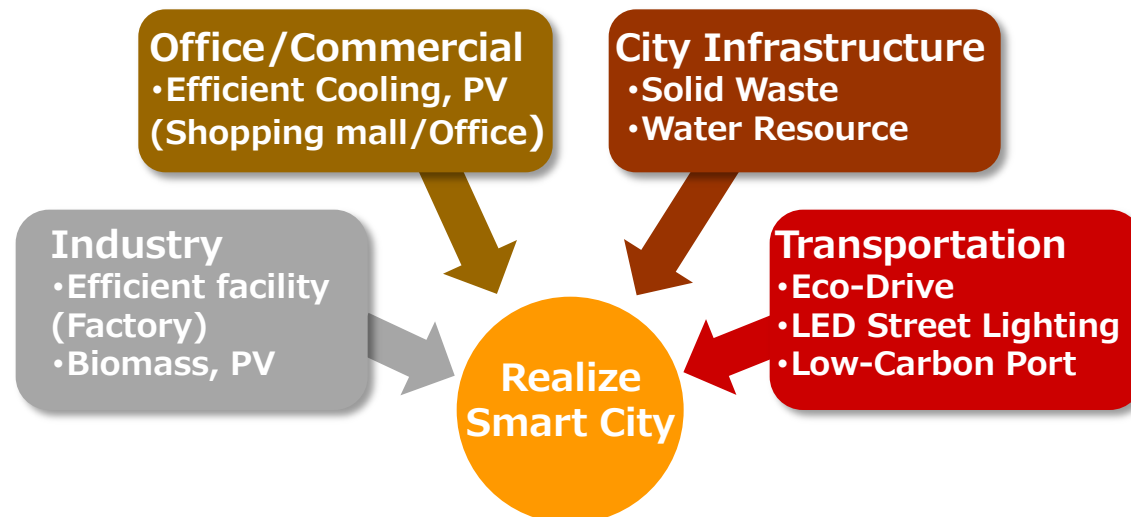 Office/Commercial
・Efficient Cooling, PV
(Shopping mall/Office)
City Infrastructure
・Solid Waste
・Water Resource
Industry
・Efficient facility
(Factory)
・Biomass, PV
Transportation
・Eco-Drive
・LED Street Lighting
・Low-Carbon Port
Realize
Smart City